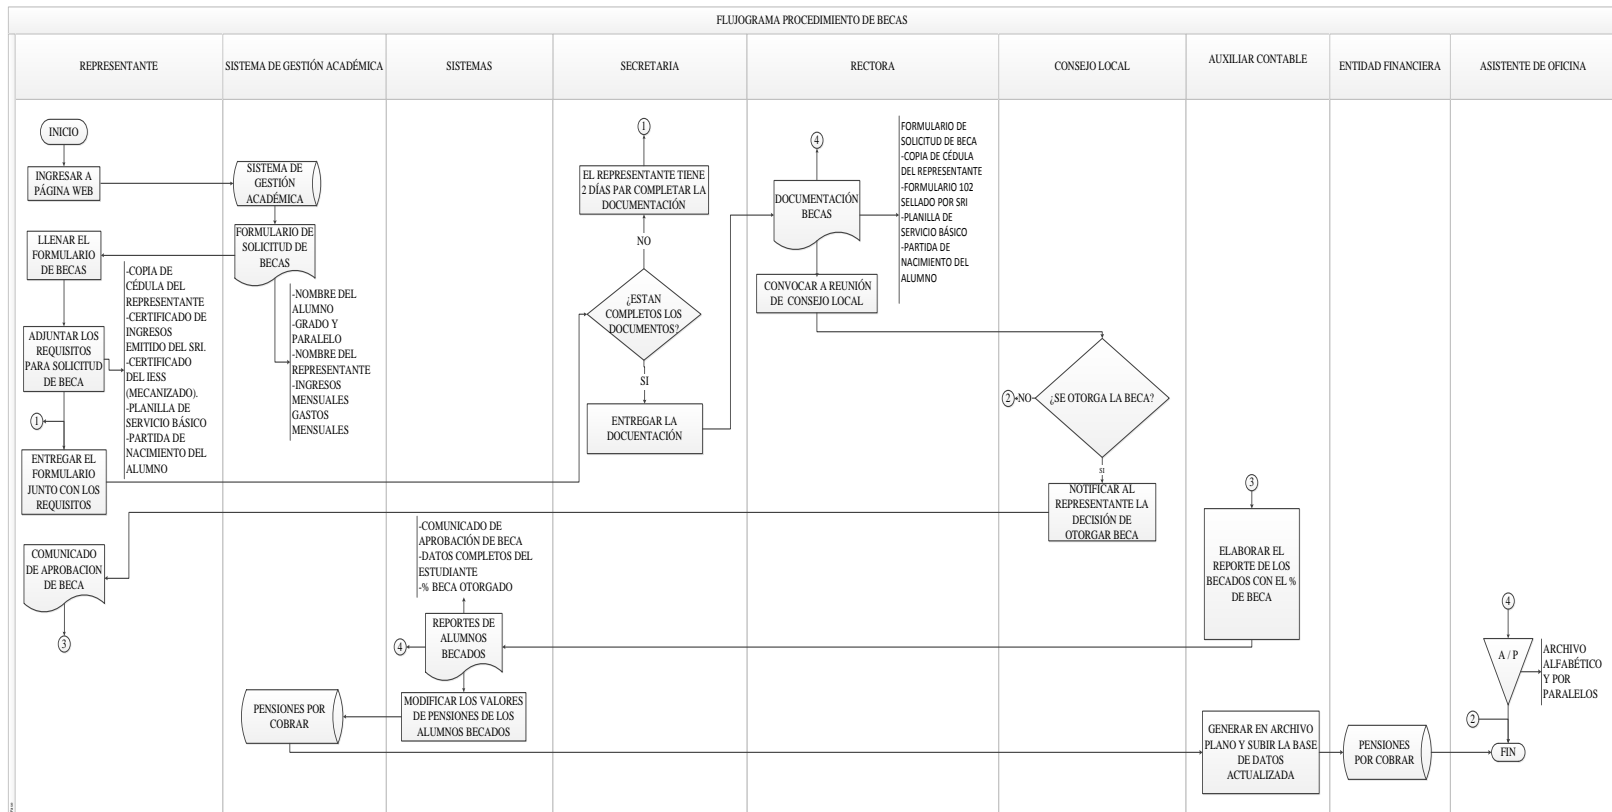 FLUJOGRAMA PROCEDIMIENTO DE BECAS
REPRESENTANTE
SISTEMA DE GESTIÓN ACADÉMICA
SISTEMAS
SECRETARIA
RECTORA
CONSEJO LOCAL
AUXILIAR CONTABLE
ENTIDAD FINANCIERA
ASISTENTE DE OFICINA
INICIO
INGRESAR A
PÁGINA WEB
LLENAR EL
FORMULARIO
DE BECAS
ADJUNTAR LOS
REQUISITOS
PARA SOLICITUD
DE BECA
-COPIA DE
CÉDULA DEL
REPRESENTANTE
-CERTIFICADO DE
INGRESOS
EMITIDO DEL SRI.
-CERTIFICADO
DEL IESS
(MECANIZADO).
-PLANILLA DE
SERVICIO BÁSICO
-PARTIDA DE
NACIMIENTO DEL
ALUMNO
1
ENTREGAR EL
FORMULARIO
JUNTO CON LOS
REQUISITOS
COMUNICADO
DE APROBACION
DE BECA
3
SISTEMA DE
GESTIÓN
ACADÉMICA
FORMULARIO DE
SOLICITUD DE
BECAS
-NOMBRE DEL
ALUMNO
-GRADO Y
PARALELO
-NOMBRE DEL
REPRESENTANTE
-INGRESOS
MENSUALES
GASTOS
MENSUALES
PENSIONES POR
COBRAR
-COMUNICADO DE
APROBACIÓN DE BECA
-DATOS COMPLETOS DEL
ESTUDIANTE
-% BECA OTORGADO
REPORTES DE
ALUMNOS
BECADOS
4
MODIFICAR LOS VALORES
DE PENSIONES DE LOS
ALUMNOS BECADOS
1
EL REPRESENTANTE TIENE
2 DÍAS PAR COMPLETAR LA
DOCUMENTACIÓN
NO
¿ESTAN
COMPLETOS LOS
DOCUMENTOS?
SI
ENTREGAR LA
DOCUENTACIÓN
4
DOCUMENTACIÓN
BECAS
FORMULARIO DE
SOLICITUD DE BECA
-COPIA DE CÉDULA
DEL REPRESENTANTE
-FORMULARIO 102
SELLADO POR SRI
-PLANILLA DE
SERVICIO BÁSICO
-PARTIDA DE
NACIMIENTO DEL
ALUMNO
CONVOCAR A REUNIÓN
DE CONSEJO LOCAL
2
NO
¿SE OTORGA LA BECA?
SI
NOTIFICAR AL
REPRESENTANTE LA
DECISIÓN DE
OTORGAR BECA
3
ELABORAR EL
REPORTE DE LOS
BECADOS CON EL %
DE BECA
GENERAR EN ARCHIVO
PLANO Y SUBIR LA BASE
DE DATOS
ACTUALIZADA
PENSIONES
POR COBRAR
4
A / P
ARCHIVO
ALFABÉTICO
Y POR
PARALELOS
2
FIN